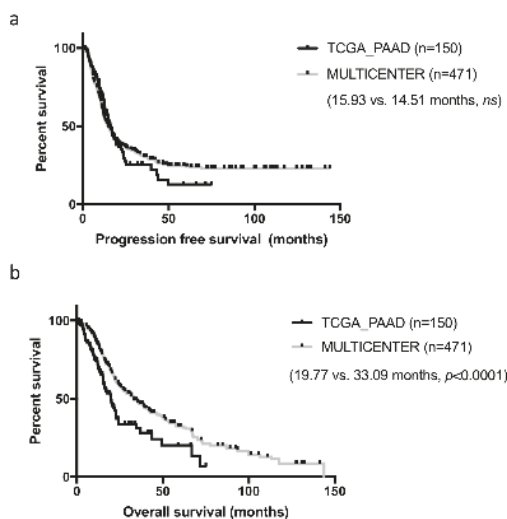 a
TCGA_PAAD (n=150)
MULTICENTER (n=471)
(15.93 vs. 14.51 months, ns)
Percent survival
100
50
0
0 50 100 150
Progression free survival (months)
b
TCGA_PAAD (n=150)
MULTICENTER (n=471)
(19.77 vs. 33.09 months, p<0.0001)
Percent survival
100
50
0
0 50 100 150
Overall survival (months)